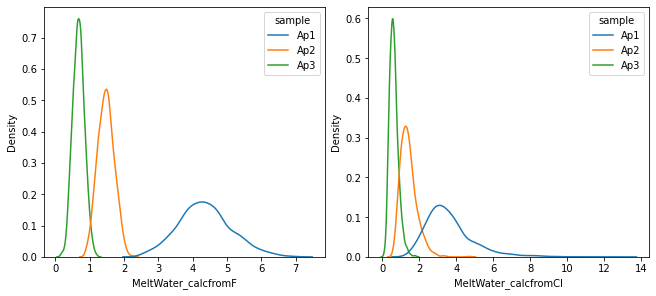 sample
Ap1
Ap2
Ap3
Density
0.7
0.6
0.5
0.4
0.3
0.2
0.1
0.0
0 1 2 3 4 5 6 7
MeltWater_calcfromF
sample
Ap1
Ap2
Ap3
Density
0.6
0.5
0.4
0.3
0.2
0.1
0.0
0 2 4 6 8 10 12 14
MeltWater_calcfromCl